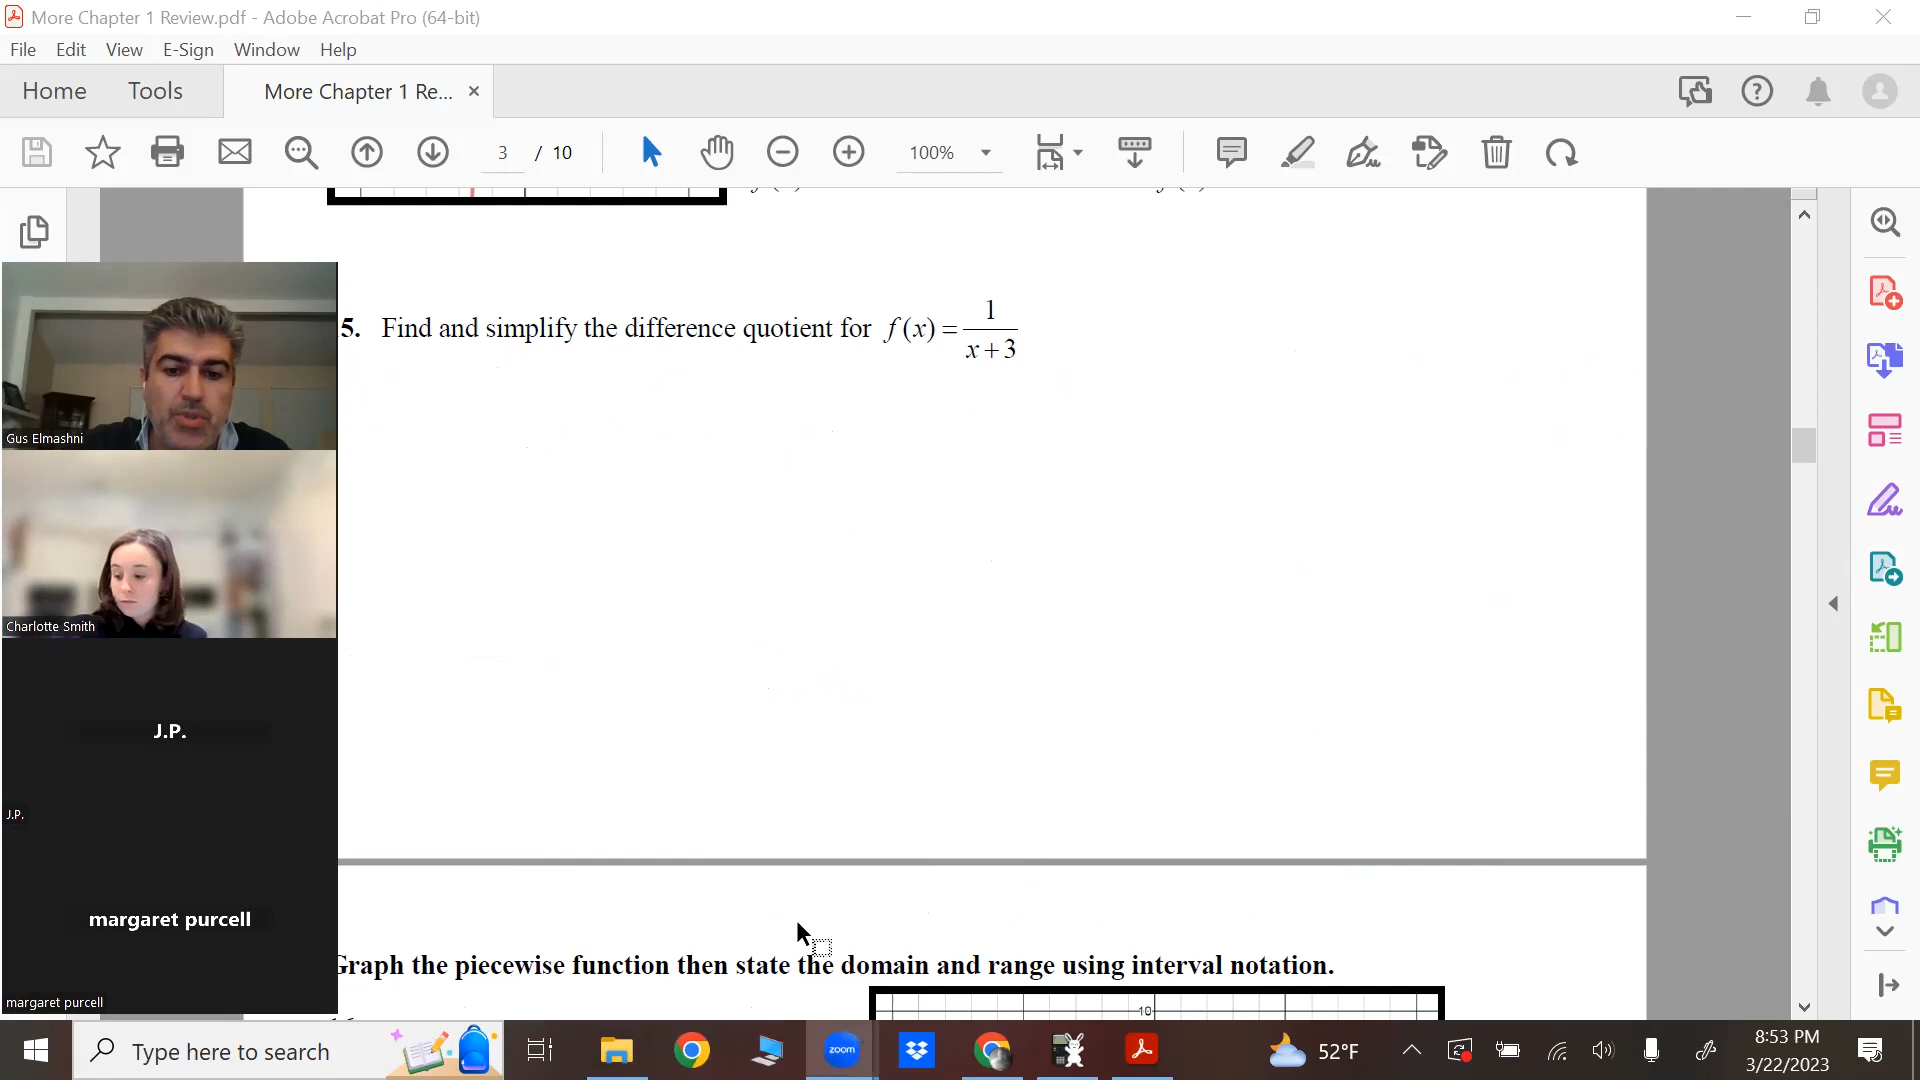 More Chapter 1 Review.pdf - Adobe Acrobat Pro (64-bit)
File Edit View E-Sign Window Help
Home Tools More Chapter 1 Re...
3 / 10 100%
5. Find and simplify the difference quotient for f(x) = 1/(x+3)
Gus Elmashni
Charlotte Smith
J.P.
J.P.
margaret purcell
margaret purcell
Graph the piecewise function then state the domain and range using interval notation.
10
Type here to search
zoom
52°F
8:53 PM
3/22/2023